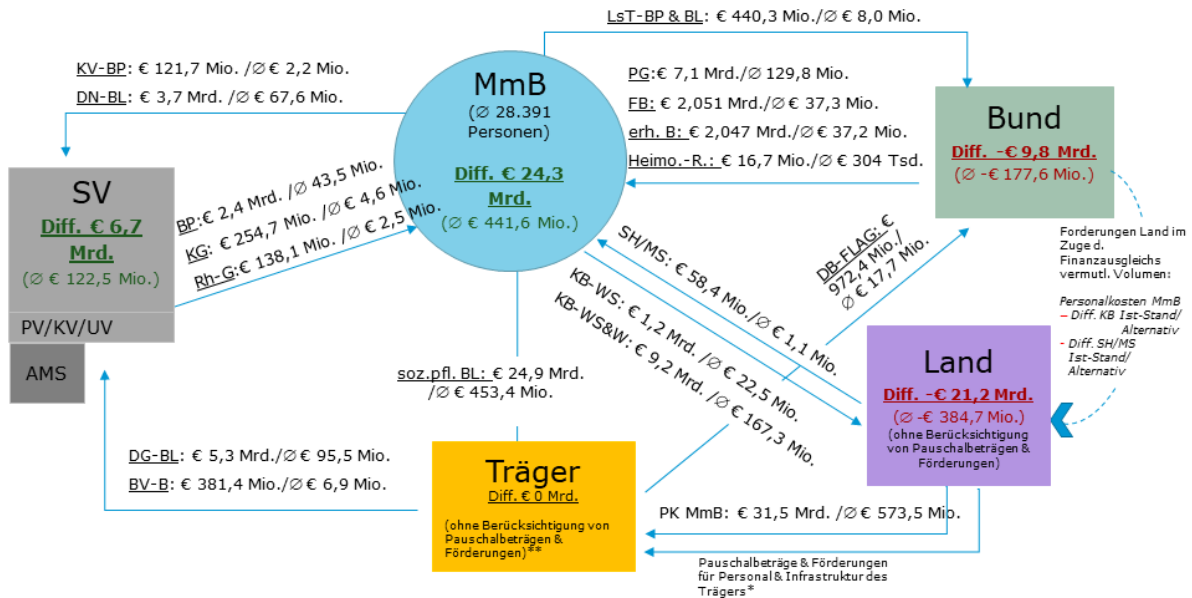 LsT-BP & BL: € 440,3 Mio./∅ € 8,0 Mio.
KV-BP: € 121,7 Mio. /∅ € 2,2 Mio.
DN-BL: € 3,7 Mrd. /∅ € 67,6 Mio.
MmB
(∅ 28.391
Personen)
Diff. € 24,3
Mrd.
(∅ € 441,6 Mio.)
PG:€ 7,1 Mrd/∅ 129,8 Mio.
FB: € 2,051 Mrd/∅ € 37,3 Mio.
erh. B: € 2,047 Mrd/∅ € 37,2 Mio.
Heimo.-R.: € 16,7 Mio/∅ € 304 Tsd.
Bund
Diff. -€ 9,8 Mrd.
(∅ -€ 177,6 Mio.)
SV
Diff. € 6,7
Mrd.
(∅ € 122,5 Mio.)
PV/KV/UV
AMS
BP:€ 2,4 Mrd. /∅ 43,5 Mio.
KG: € 254,7 Mio. /∅ € 4,6 Mio.
Rh-G:€ 138,1 Mio. /∅ € 2,5 Mio.
SH/MS: € 58,4 Mio./∅ € 1,1 Mio.
KB-WS: € 1,2 Mrd. /∅ € 22,5 Mio.
KB-WS&W: € 9,2 Mrd. /∅ € 167,3 Mio.
DB-FLAG: €
972,4 Mio./
∅ € 17,7 Mio.
Forderungen Land im
Zuge d.
Finanzausgleichs
vermutl. Volumen:
Personalkosten MmB
– Diff. KB Ist-Stand/
Alternativ
- Diff. SH/MS
Ist-Stand/
Alternativ
Land
Diff. -€ 21,2 Mrd.
(∅ -€ 384,7 Mio.)
(ohne Berücksichtigung
von Pauschalbeträgen &
Förderungen)
soz.pfl. BL: € 24,9 Mrd.
/∅ € 453,4 Mio.
DG-BL: € 5,3 Mrd./∅ € 95,5 Mio.
BV-B: € 381,4 Mio./∅ € 6,9 Mio.
Träger
Diff. € 0 Mrd.
(ohne Berücksichtigung von
Pauschalbeträgen &
Förderungen)**
PK MmB: € 31,5 Mrd. /∅ € 573,5 Mio.
Pauschalbeträge & Förderungen
für Personal & Infrastruktur des
Trägers*